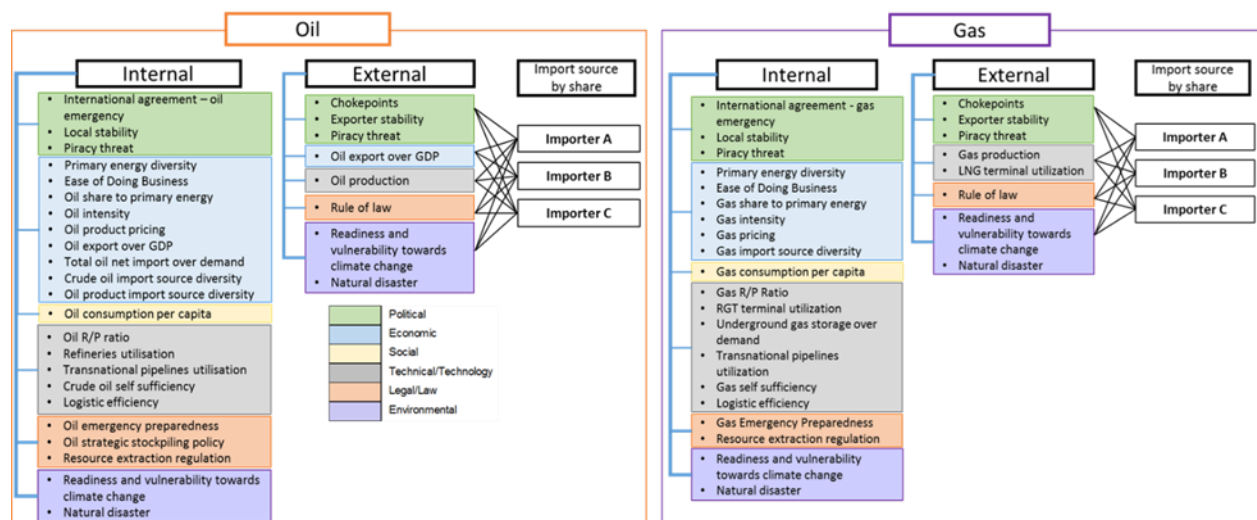 Oil
Internal
• International agreement – oil
emergency
• Local stability
• Piracy threat
• Primary energy diversity
• Ease of Doing Business
• Oil share to primary energy
• Oil intensity
• Oil product pricing
• Oil export over GDP
• Total oil net import over demand
• Crude oil import source diversity
• Oil product import source diversity
• Oil consumption per capita
• Oil R/P ratio
• Refineries utilisation
• Transnational pipelines utilisation
• Crude oil self sufficiency
• Logistic efficiency
• Oil emergency preparedness
• Oil strategic stockpiling policy
• Resource extraction regulation
• Readiness and vulnerability towards
climate change
• Natural disaster
External
• Chokepoints
• Exporter stability
• Piracy threat
• Oil export over GDP
• Oil production
• Rule of law
• Readiness and
vulnerability towards
climate change
• Natural disaster
Import source
by share
Importer A
Importer B
Importer C
Political
Economic
Social
Technical/Technology
Legal/Law
Environmental
Gas
Internal
• International agreement - gas
emergency
• Local stability
• Piracy threat
• Primary energy diversity
• Ease of Doing Business
• Gas share to primary energy
• Gas intensity
• Gas pricing
• Gas import source diversity
• Gas consumption per capita
• Gas R/P Ratio
• RGT terminal utilization
• Underground gas storage over
demand
• Transnational pipelines
utilization
• Gas self sufficiency
• Logistic efficiency
• Gas Emergency Preparedness
• Resource extraction regulation
• Readiness and vulnerability
towards climate change
• Natural disaster
External
• Chokepoints
• Exporter stability
• Piracy threat
• Gas production
• LNG terminal utilization
• Rule of law
• Readiness and
vulnerability towards
climate change
• Natural disaster
Import source
by share
Importer A
Importer B
Importer C